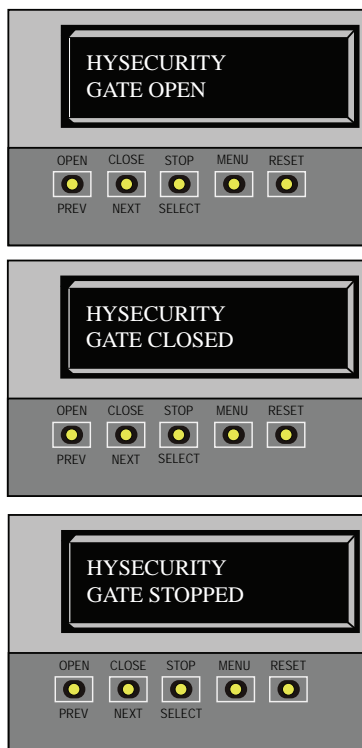 HYSECURITY
GATE OPEN
OPEN CLOSE STOP MENU RESET
PREV NEXT SELECT
HYSECURITY
GATE CLOSED
OPEN CLOSE STOP MENU RESET
PREV NEXT SELECT
HYSECURITY
GATE STOPPED
OPEN CLOSE STOP MENU RESET
PREV NEXT SELECT